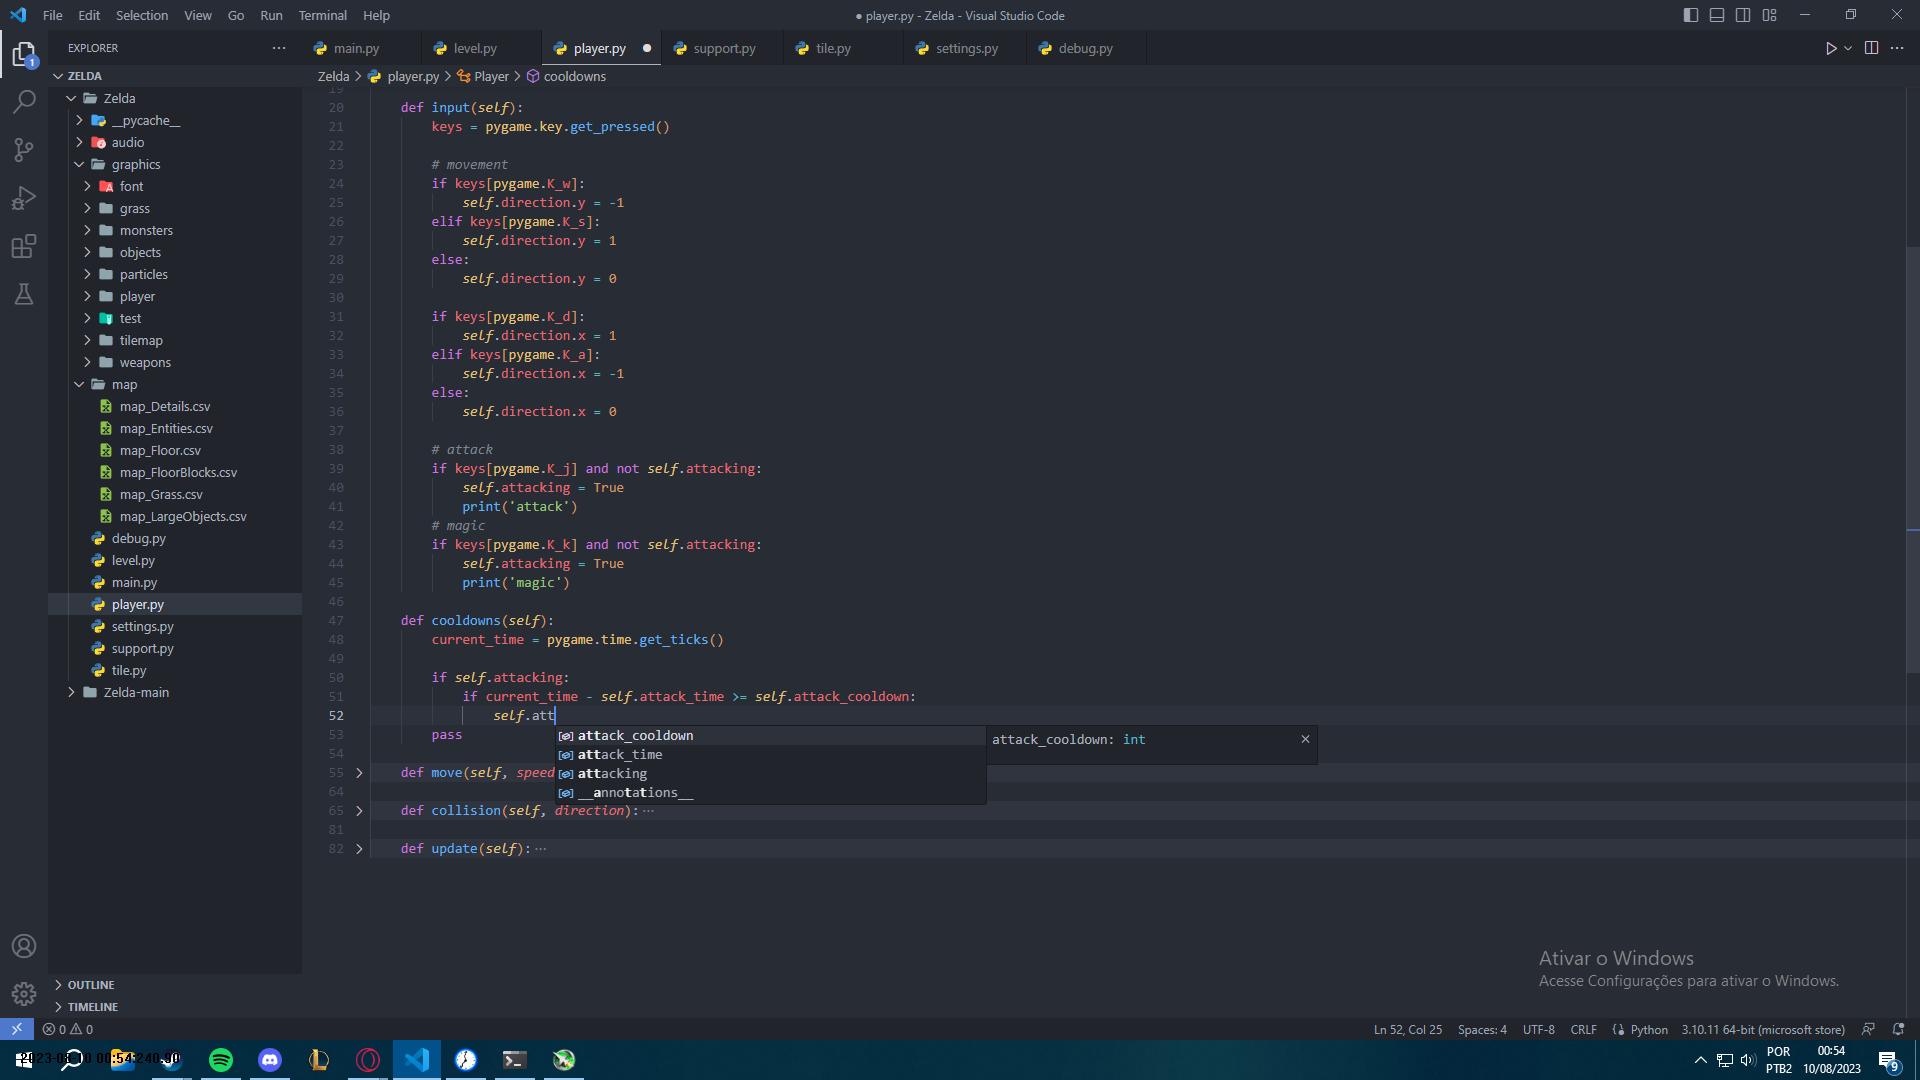 File Edit Selection View Go Run Terminal Help
● player.py - Zelda - Visual Studio Code
EXPLORER
main.py level.py player.py support.py tile.py settings.py debug.py
ZELDA
Zelda > player.py > Player > cooldowns
Zelda
__pycache__
audio
graphics
font
grass
monsters
objects
particles
player
test
tilemap
weapons
map
map_Details.csv
map_Entities.csv
map_Floor.csv
map_FloorBlocks.csv
map_Grass.csv
map_LargeObjects.csv
debug.py
level.py
main.py
player.py
settings.py
support.py
tile.py
Zelda-main
OUTLINE
TIMELINE
1
19
20 def input(self):
21 keys = pygame.key.get_pressed()
22
23 # movement
24 if keys[pygame.K_w]:
25 self.direction.y = -1
26 elif keys[pygame.K_s]:
27 self.direction.y = 1
28 else:
29 self.direction.y = 0
30
31 if keys[pygame.K_d]:
32 self.direction.x = 1
33 elif keys[pygame.K_a]:
34 self.direction.x = -1
35 else:
36 self.direction.x = 0
37
38 # attack
39 if keys[pygame.K_j] and not self.attacking:
40 self.attacking = True
41 print('attack')
42 # magic
43 if keys[pygame.K_k] and not self.attacking:
44 self.attacking = True
45 print('magic')
46
47 def cooldowns(self):
48 current_time = pygame.time.get_ticks()
49
50 if self.attacking:
51 if current_time - self.attack_time >= self.attack_cooldown:
52 self.att
53 pass
54
55 def move(self, speed
64
65 def collision(self, direction): ···
81
82 def update(self): ···
attack_cooldown
attack_time
attacking
__annotations__
attack_cooldown: int
Ativar o Windows
Acesse Configurações para ativar o Windows.
0 0
Ln 52, Col 25 Spaces: 4 UTF-8 CRLF Python 3.10.11 64-bit (microsoft store)
POR
PTB2
00:54
10/08/2023
9